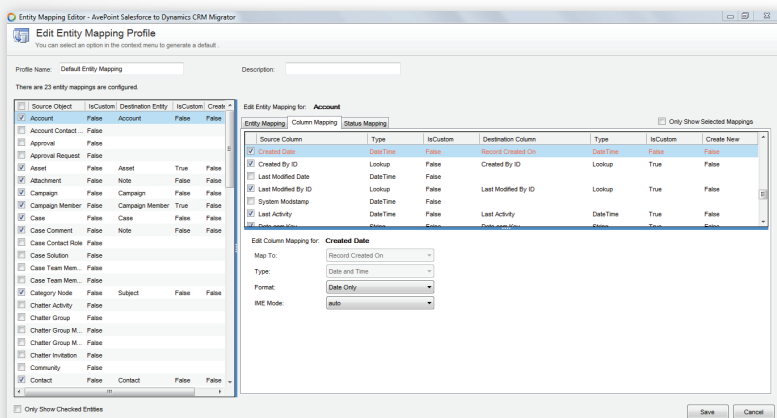 Entity Mapping Editor - AvePoint Salesforce to Dynamics CRM Migrator
Edit Entity Mapping Profile
You can select an option in the context menu to generate a default .
Profile Name: Default Entity Mapping Description:
There are 23 entity mappings are configured.
Source Object IsCustom Destination Entity IsCustom Create
Account False Account False False
Account Contact ... False
Approval False
Approval Request False
Asset False Asset True False
Attachment False Note False False
Campaign False Campaign False False
Campaign Member False Campaign Member True False
Case False Case False False
Case Comment False Note False False
Case Contact Role False
Case Solution False
Case Team Mem... False
Case Team Mem... False
Category Node False Subject False False
Chatter Activity False
Chatter Group False
Chatter Group M... False
Chatter Group M... False
Chatter Invitation False
Community False
Contact False Contact False False
Only Show Checked Entities
Edit Entity Mapping for: Account
Entity Mapping Column Mapping Status Mapping Only Show Selected Mappings
Source Column Type IsCustom Destination Column Type IsCustom Create New
Created Date DateTime False Record Created On DateTime False False
Created By ID Lookup False Created By ID Lookup True False
Last Modified Date DateTime False
Last Modified By ID Lookup False Last Modified By ID Lookup True False
System Modstamp DateTime False
Last Activity DateTime False Last Activity DateTime True False
Edit Column Mapping for: Created Date
Map To: Record Created On
Type: Date and Time
Format: Date Only
IME Mode: auto
Save Cancel